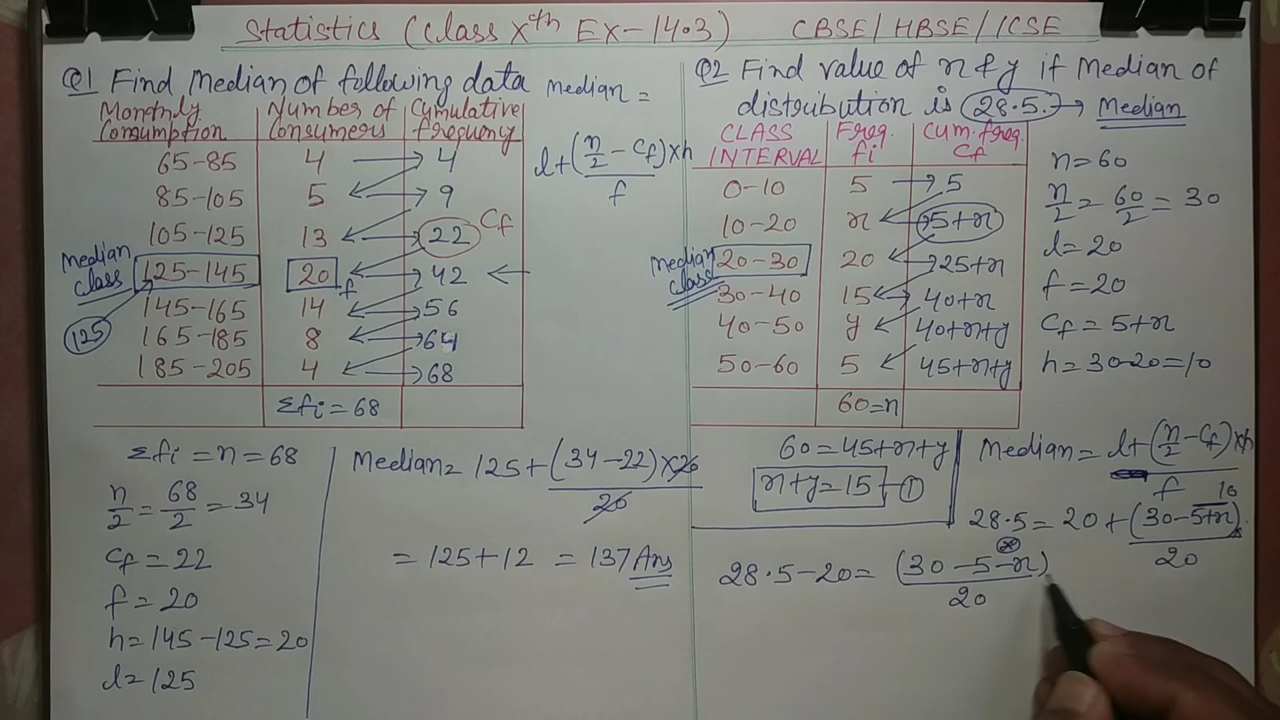 Statistics (Class Xth Ex-14.3) CBSE/HBSE/ICSE
Q1 Find Median of following data
Median =
l+(n/2 - Cf)×h
f
Monthly Consumption | Number of Consumers | Cumulative frequency
65-85 | 4 | 4
85-105 | 5 | 9
105-125 | 13 | 22 Cf
median class 125-145 | 20 f | 42 ←
125
145-165 | 14 | 56
165-185 | 8 | 64
185-205 | 4 | 68
Σfi = 68
Σfi = n = 68
n/2 = 68/2 = 34
Cf = 22
f = 20
h = 145-125 = 20
l = 125
Median = 125+(34-22)×20
20
= 125+12 = 137 Ans
Q2 Find value of x & y if Median of
distribution is 28.5. → Median
CLASS INTERVAL | Freq. fi | Cum. freq. Cf
0-10 | 5 | 5
10-20 | x | 5+x
median class 20-30 | 20 | 25+x
30-40 | 15 | 40+x
40-50 | y | 40+x+y
50-60 | 5 | 45+x+y
60=n
n=60
n/2 = 60/2 = 30
l=20
f=20
Cf = 5+x
h = 30-20=10
60=45+x+y
x+y=15 - ①
Median = l+(n/2 - Cf)×h
f
10
28.5 = 20+(30-5+x)
20
28.5-20 = (30-5-x)
20